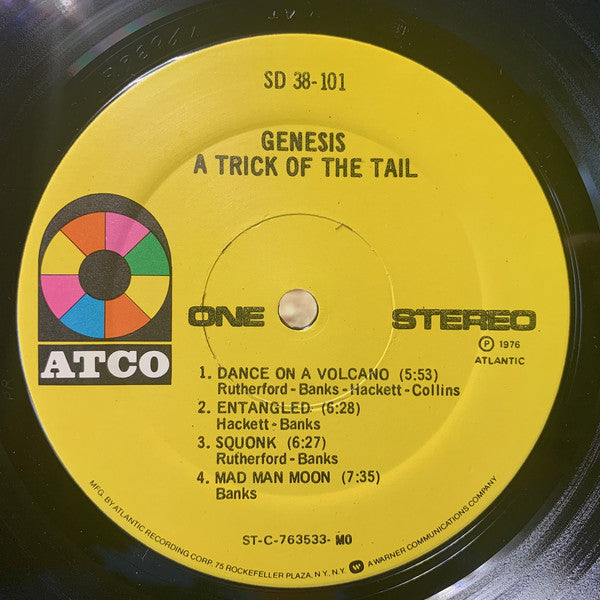 SD 38-101
GENESIS
A TRICK OF THE TAIL
ATCO
ONE
STEREO
Ⓟ 1976
ATLANTIC
1. DANCE ON A VOLCANO (5:53)
Rutherford - Banks - Hackett - Collins
2. ENTANGLED (6:28)
Hackett - Banks
3. SQUONK (6:27)
Rutherford - Banks
4. MAD MAN MOON (7:35)
Banks
ST-C-763533- MO
MFG. BY ATLANTIC RECORDING CORP. 75 ROCKEFELLER PLAZA, N.Y., N.Y. A WARNER COMMUNICATIONS COMPANY